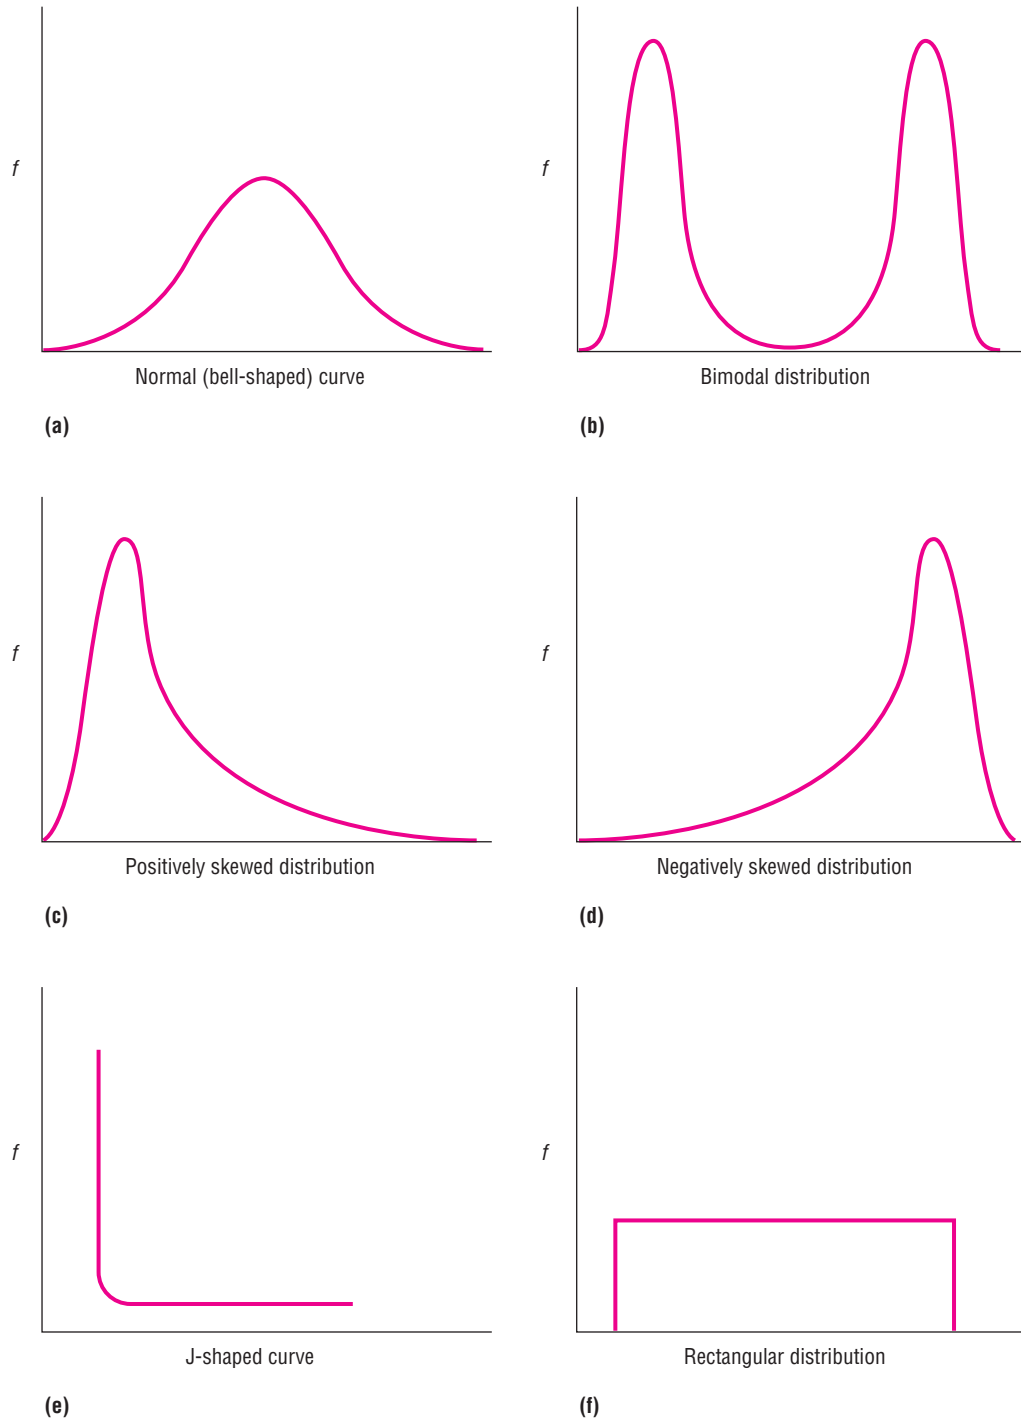 f
f
Normal (bell-shaped) curve
Bimodal distribution
(a)
(b)
f
f
Positively skewed distribution
Negatively skewed distribution
(c)
(d)
f
f
J-shaped curve
Rectangular distribution
(e)
(f)